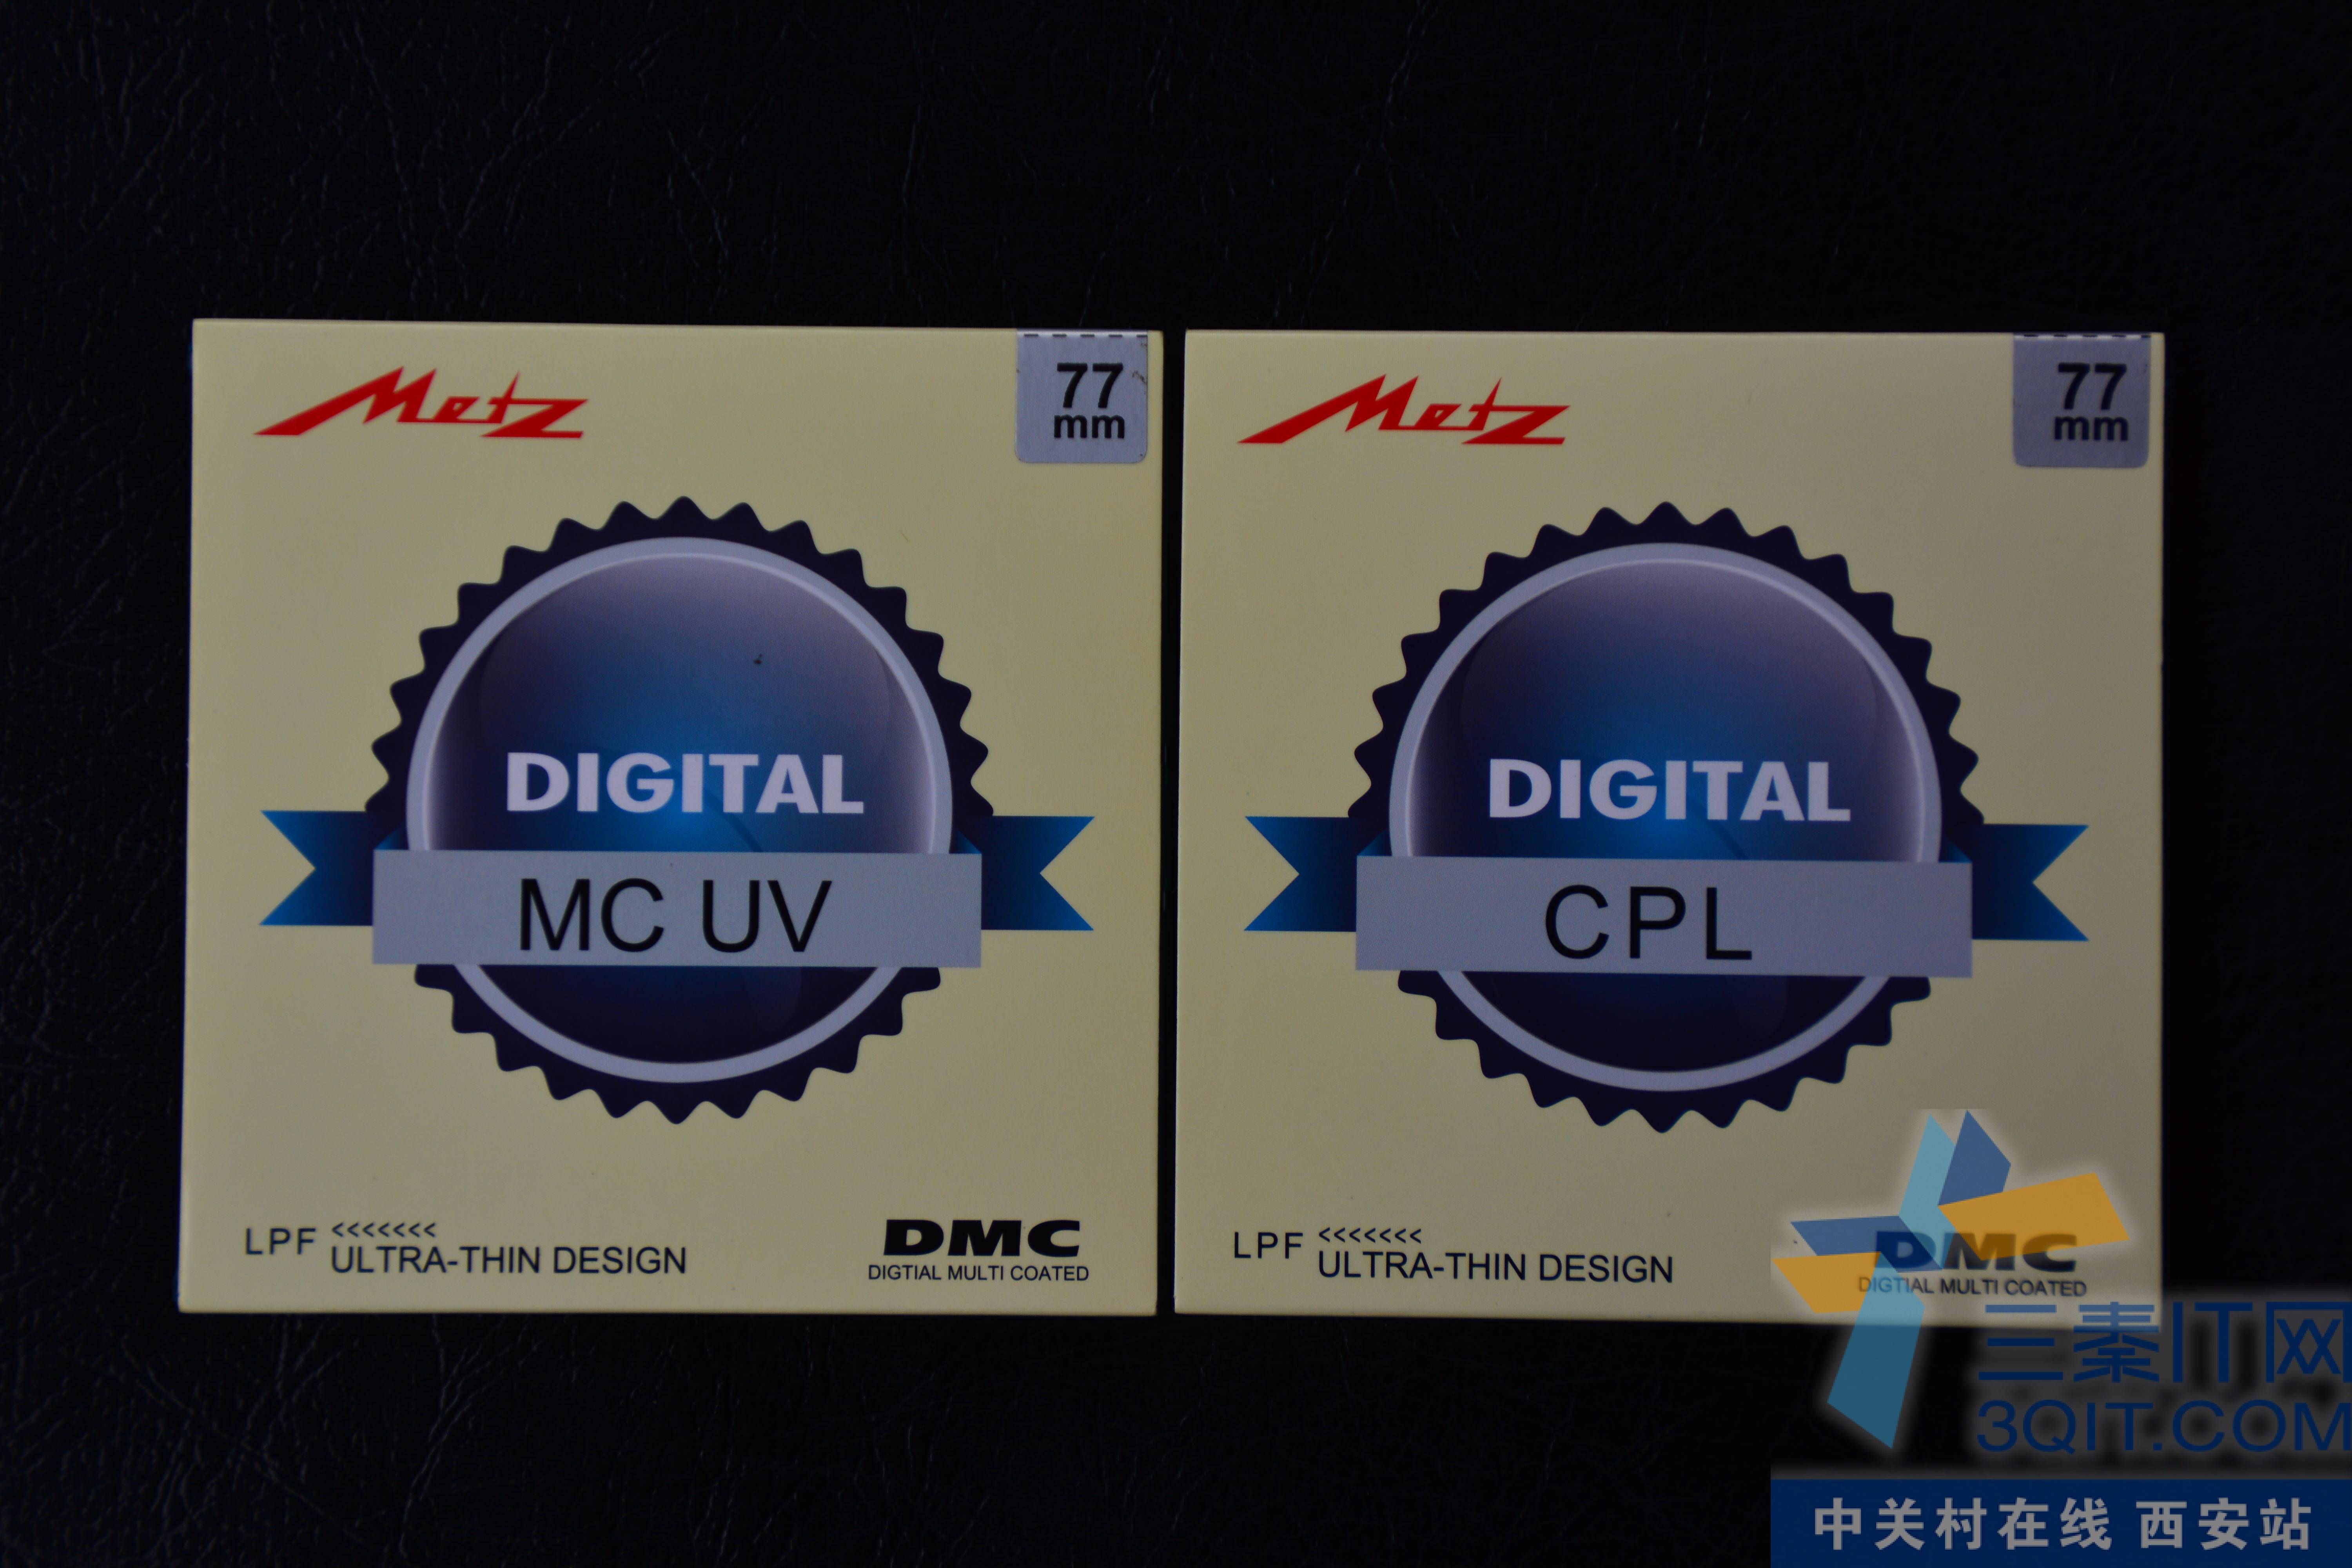 Metz
77
mm
DIGITAL
MC UV
LPF <<<<<<<
ULTRA-THIN DESIGN
DMC
DIGTIAL MULTI COATED
Metz
77
mm
DIGITAL
CPL
LPF <<<<<<<
ULTRA-THIN DESIGN
DMC
DIGTIAL MULTI COATED
三秦IT网
3QIT.COM
中关村在线 西安站